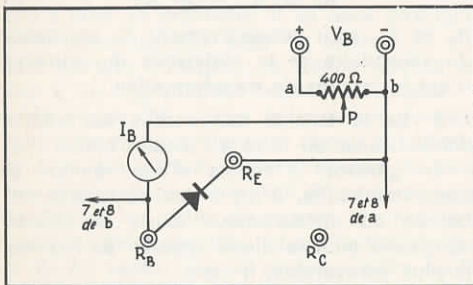 + V_B -
400 Ω
a b
P
I_B
R_E
7 et 8
de b
7 et 8
de a
R_B
R_C